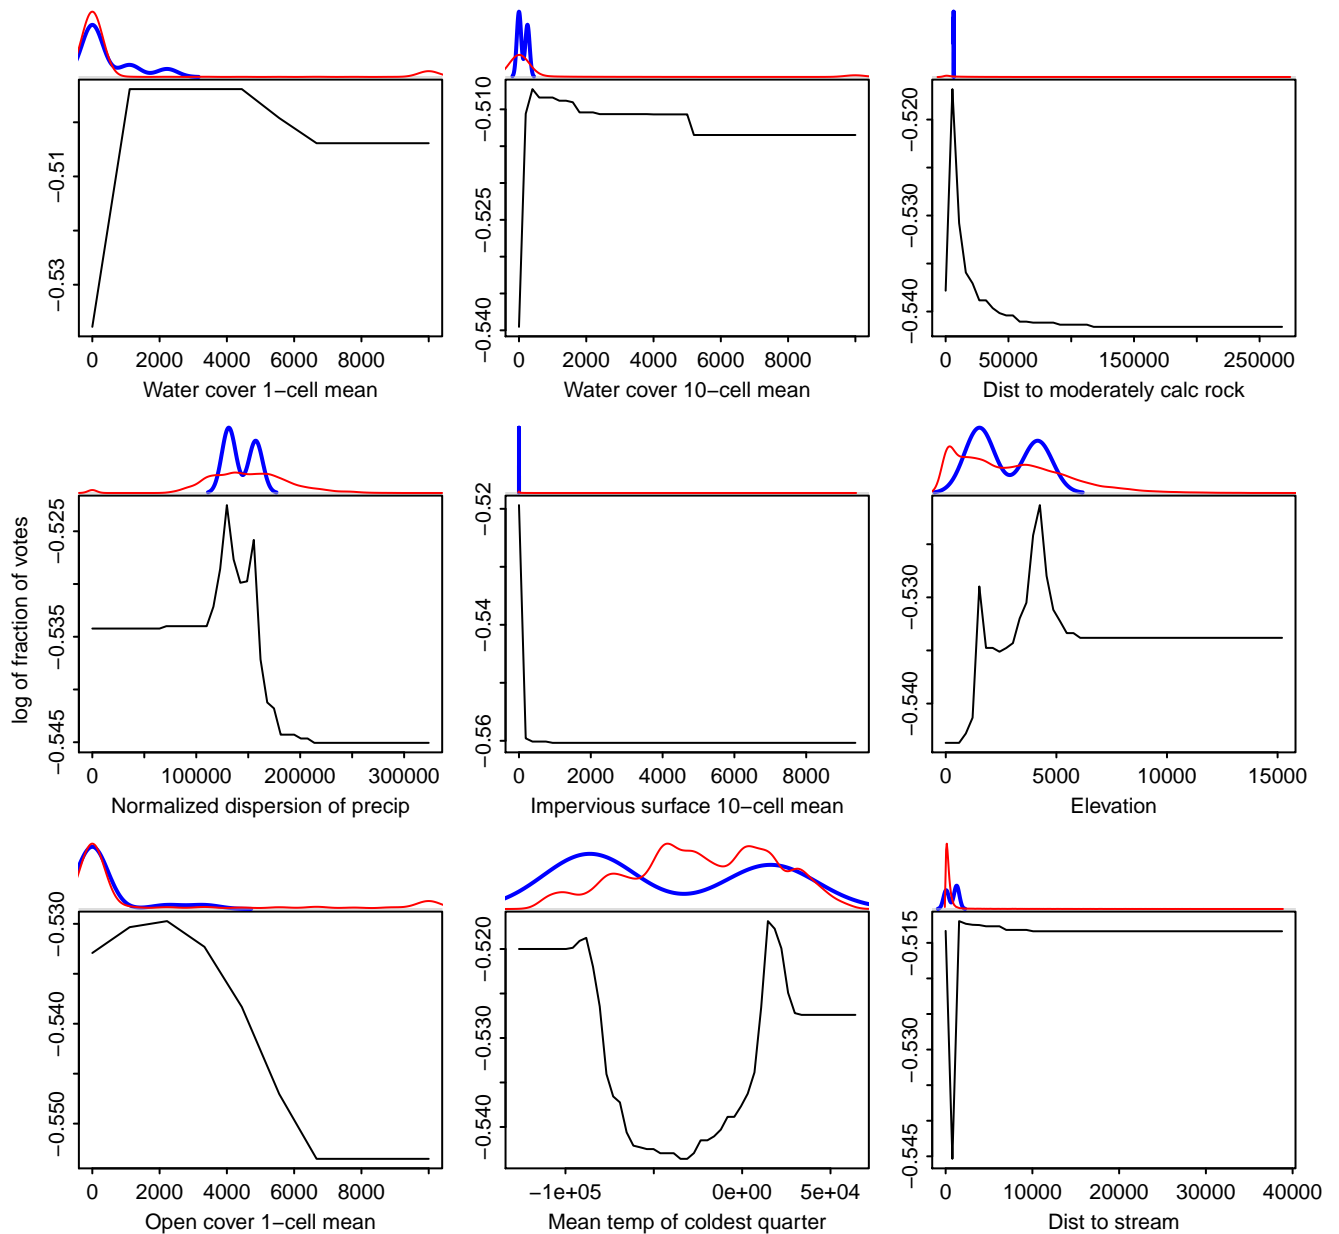 −0.53 −0.51
0 2000 4000 6000 8000
Water cover 1−cell mean
−0.540 −0.525 −0.510
0 2000 4000 6000 8000
Water cover 10−cell mean
−0.540 −0.530 −0.520
0 50000 150000 250000
Dist to moderately calc rock
log of fraction of votes
−0.545 −0.535 −0.525
0 100000 200000 300000
Normalized dispersion of precip
−0.56 −0.54 −0.52
0 2000 4000 6000 8000
Impervious surface 10−cell mean
−0.540 −0.530
0 5000 10000 15000
Elevation
−0.550 −0.540 −0.530
0 2000 4000 6000 8000
Open cover 1−cell mean
−0.540 −0.530 −0.520
−1e+05 0e+00 5e+04
Mean temp of coldest quarter
−0.545 −0.530 −0.515
0 10000 20000 30000 40000
Dist to stream